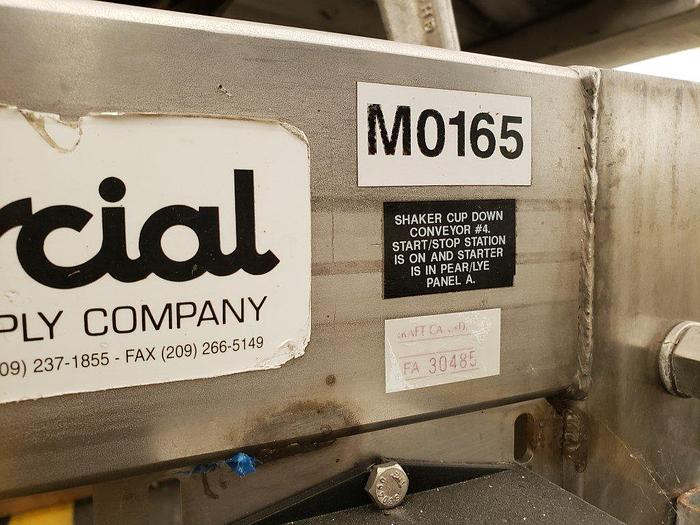 rcial
PLY COMPANY
09) 237-1855 - FAX (209) 266-5149
M0165
SHAKER CUP DOWN
CONVEYOR #4.
START/STOP STATION
IS ON AND STARTER
IS IN PEAR/LYE
PANEL A.
FA 30485